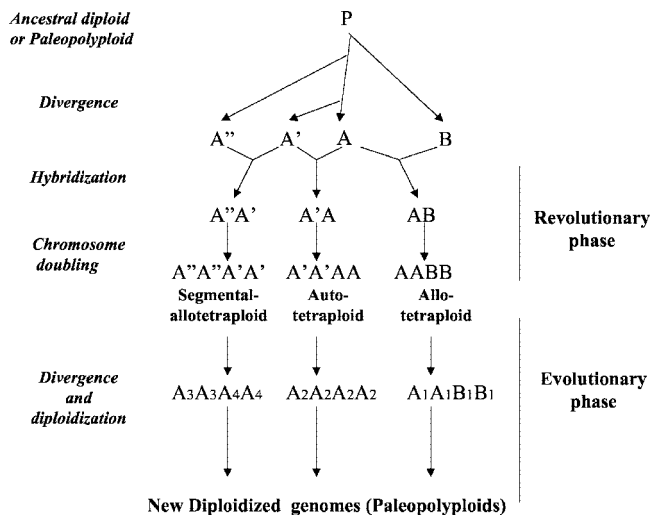 Ancestral diploid
or Paleopolyploid
P
Divergence
A” A’ A B
Hybridization
A”A’ A’A AB
Revolutionary
phase
Chromosome
doubling
A”A”A’A’ A’A’AA AABB
Segmental-
allotetraploid
Auto-
tetraploid
Allo-
tetraploid
Divergence
and
diploidization
A3A3A4A4 A2A2A2A2 A1A1B1B1
Evolutionary
phase
New Diploidized genomes (Paleopolyploids)